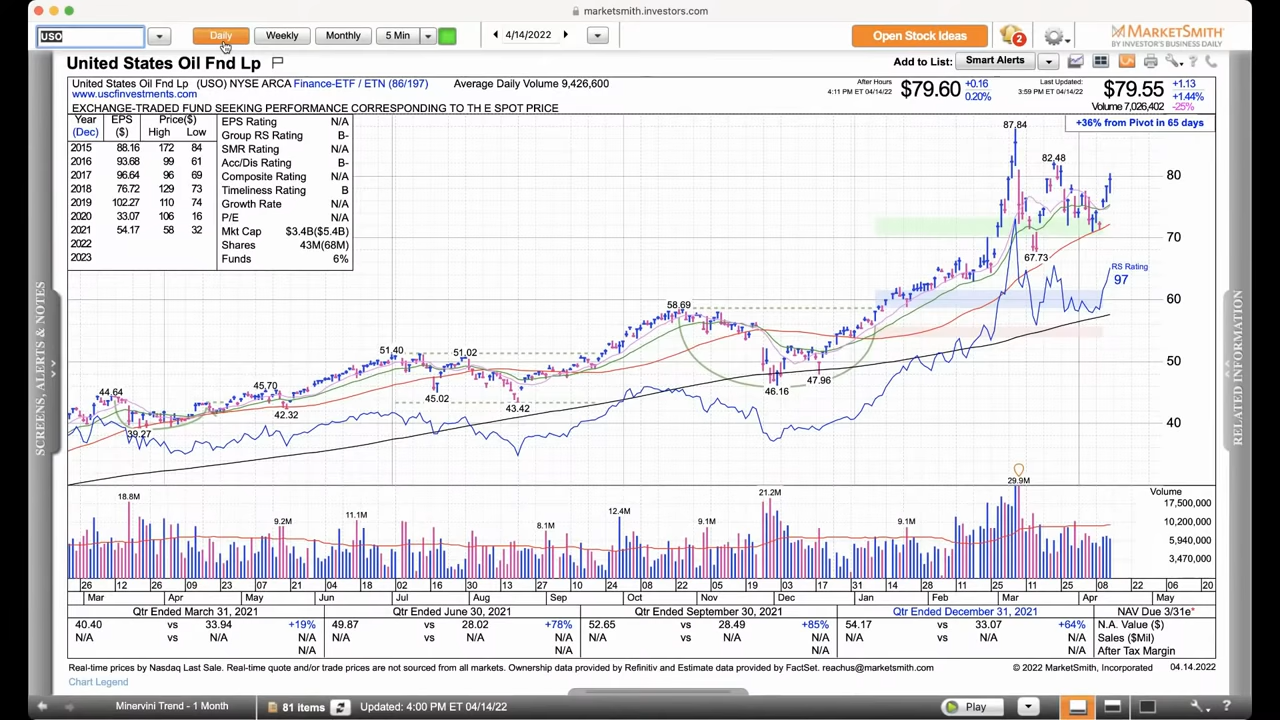 marketsmith.investors.com
USO Daily Weekly Monthly 5 Min 4/14/2022 Open Stock Ideas 2 MARKETSMITH
BY INVESTOR'S BUSINESS DAILY
United States Oil Fnd Lp Add to List: Smart Alerts
United States Oil Fnd Lp (USO) NYSE ARCA Finance-ETF / ETN (86/197) Average Daily Volume 9,426,600
www.uscfinvestments.com
After Hours
4:11 PM ET 04/14/22 $79.60 +0.16
0.20%
Last Updated:
3:59 PM ET 04/14/22 $79.55 +1.13
+1.44%
Volume 7,026,402 -25%
EXCHANGE-TRADED FUND SEEKING PERFORMANCE CORRESPONDING TO THE SPOT PRICE
+36% from Pivot in 65 days
Year EPS Price($)
(Dec) ($) High Low
2015 88.16 172 84
2016 93.68 99 61
2017 96.64 96 69
2018 76.72 129 73
2019 102.27 110 74
2020 33.07 106 16
2021 54.17 58 32
2022
2023
EPS Rating N/A
Group RS Rating B-
SMR Rating N/A
Acc/Dis Rating B-
Composite Rating N/A
Timeliness Rating B
Growth Rate N/A
P/E N/A
Mkt Cap $3.4B($5.4B)
Shares 43M(68M)
Funds 6%
87.84
82.48
80
70
67.73
RS Rating
97
60
58.69
51.40
51.02
50
47.96
46.16
45.70
45.02
44.64
43.42
42.32
40
39.27
SCREENS, ALERTS & NOTES
RELATED INFORMATION
29.9M
Volume
18.8M 9.2M 11.1M 8.1M 12.4M 9.1M 21.2M 9.1M
17,500,000
10,200,000
5,940,000
3,470,000
26 12 26 09 23 07 21 04 18 02 16 30 13 27 10 24 08 22 05 19 03 17 31 14 28 11 25 11 25 08 22 06 20
Mar Apr May Jun Jul Aug Sep Oct Nov Dec Jan Feb Mar Apr May
Qtr Ended March 31, 2021 Qtr Ended June 30, 2021 Qtr Ended September 30, 2021 Qtr Ended December 31, 2021 NAV Due 3/31e*
40.40 vs 33.94 +19% 49.87 vs 28.02 +78% 52.65 vs 28.49 +85% 54.17 vs 33.07 +64% N.A. Value ($)
N/A vs N/A N/A N/A vs N/A N/A N/A vs N/A N/A N/A vs N/A N/A Sales ($Mil)
N/A N/A N/A N/A After Tax Margin
Real-time prices by Nasdaq Last Sale. Real-time quote and/or trade prices are not sourced from all markets. Ownership data provided by Refinitiv and Estimate data provided by FactSet. reachus@marketsmith.com © 2022 MarketSmith, Incorporated 04.14.2022
Chart Legend
Minervini Trend - 1 Month 81 items Updated: 4:00 PM ET 04/14/22 Play